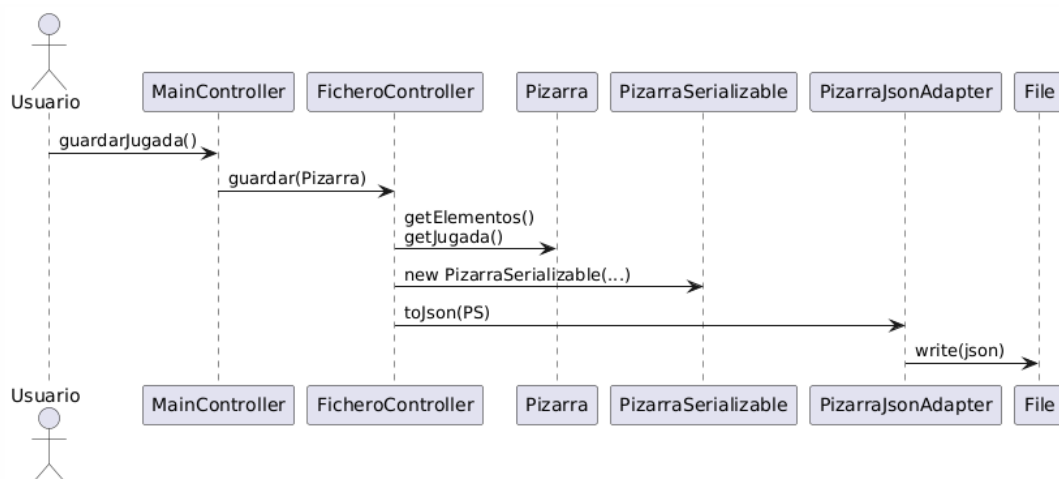 Usuario
MainController
FicheroController
Pizarra
PizarraSerializable
PizarraJsonAdapter
File
guardarJugada()
guardar(Pizarra)
getElementos()
getJugada()
new PizarraSerializable(...)
toJson(PS)
write(json)
Usuario
MainController
FicheroController
Pizarra
PizarraSerializable
PizarraJsonAdapter
File